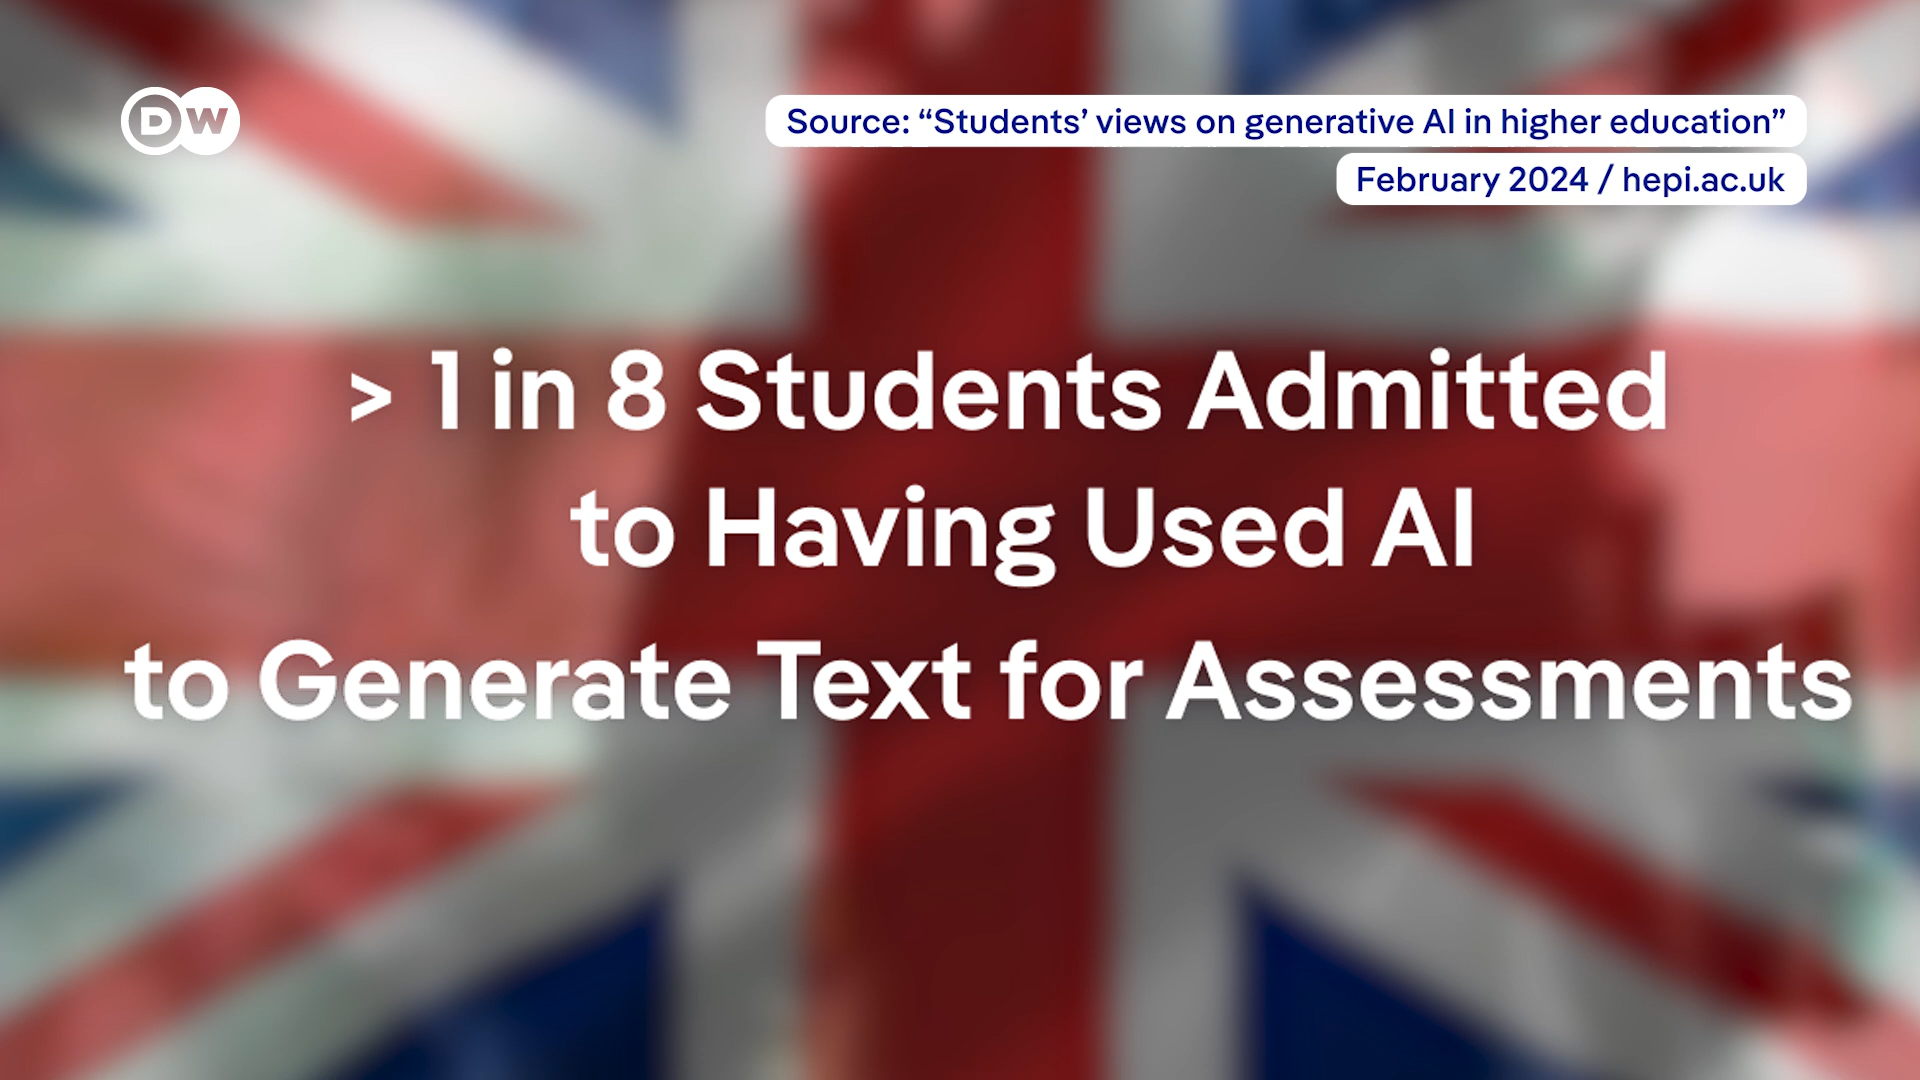 DW
Source: “Students’ views on generative AI in higher education”
February 2024 / hepi.ac.uk
> 1 in 8 Students Admitted
to Having Used AI
to Generate Text for Assessments